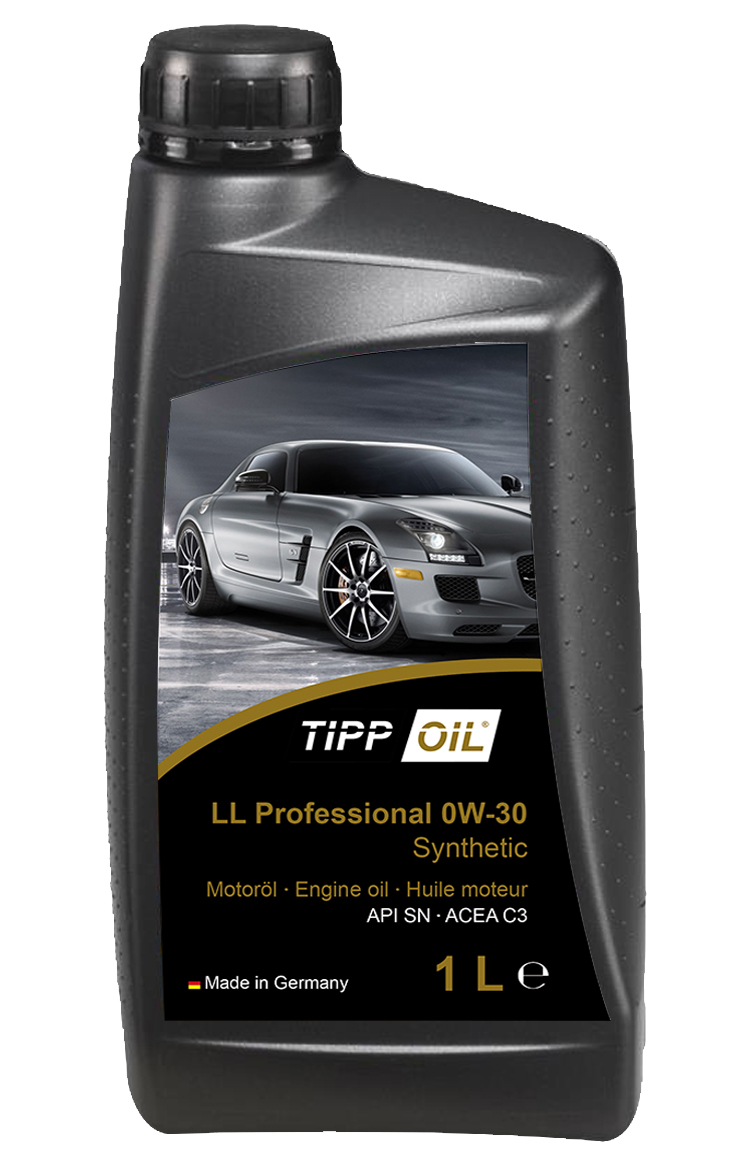 TiPP OiL®
LL Professional 0W-30
Synthetic
Motoröl · Engine oil · Huile moteur
API SN · ACEA C3
1 L ℮
Made in Germany